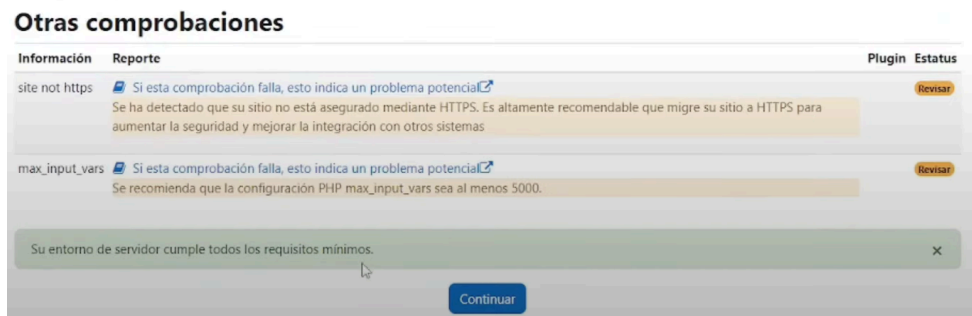 Otras comprobaciones
Información Reporte Plugin Estatus
site not https Si esta comprobación falla, esto indica un problema potencial Revisar
Se ha detectado que su sitio no está asegurado mediante HTTPS. Es altamente recomendable que migre su sitio a HTTPS para
aumentar la seguridad y mejorar la integración con otros sistemas
max_input_vars Si esta comprobación falla, esto indica un problema potencial Revisar
Se recomienda que la configuración PHP max_input_vars sea al menos 5000.
Su entorno de servidor cumple todos los requisitos mínimos. ×
Continuar